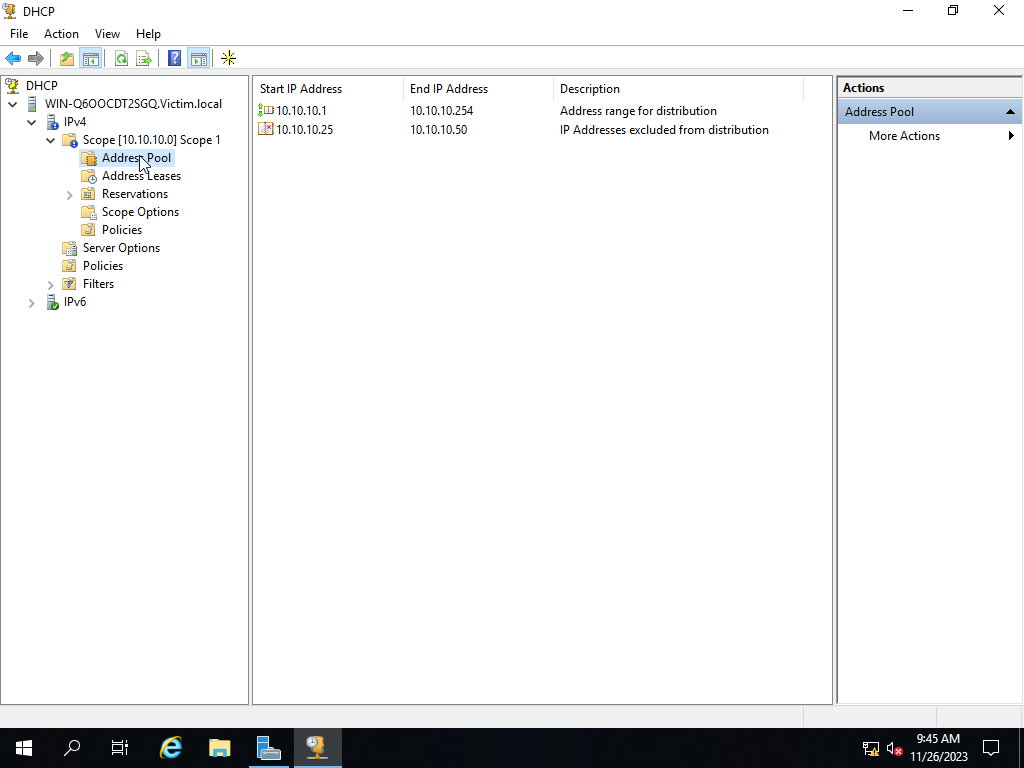 DHCP
File Action View Help
DHCP
WIN-Q6OOCDT2SGQ.Victim.local
IPv4
Scope [10.10.10.0] Scope 1
Address Pool
Address Leases
Reservations
Scope Options
Policies
Server Options
Policies
Filters
IPv6
Start IP Address End IP Address Description
10.10.10.1 10.10.10.254 Address range for distribution
10.10.10.25 10.10.10.50 IP Addresses excluded from distribution
Actions
Address Pool
More Actions
9:45 AM
11/26/2023